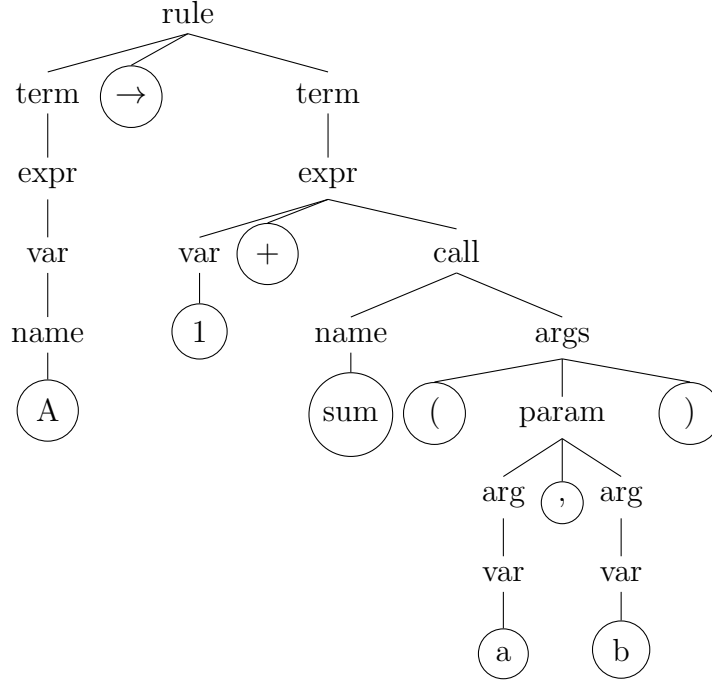 rule
term → term
expr expr
var var + call
name 1 name args
A sum ( param )
arg , arg
var var
a b